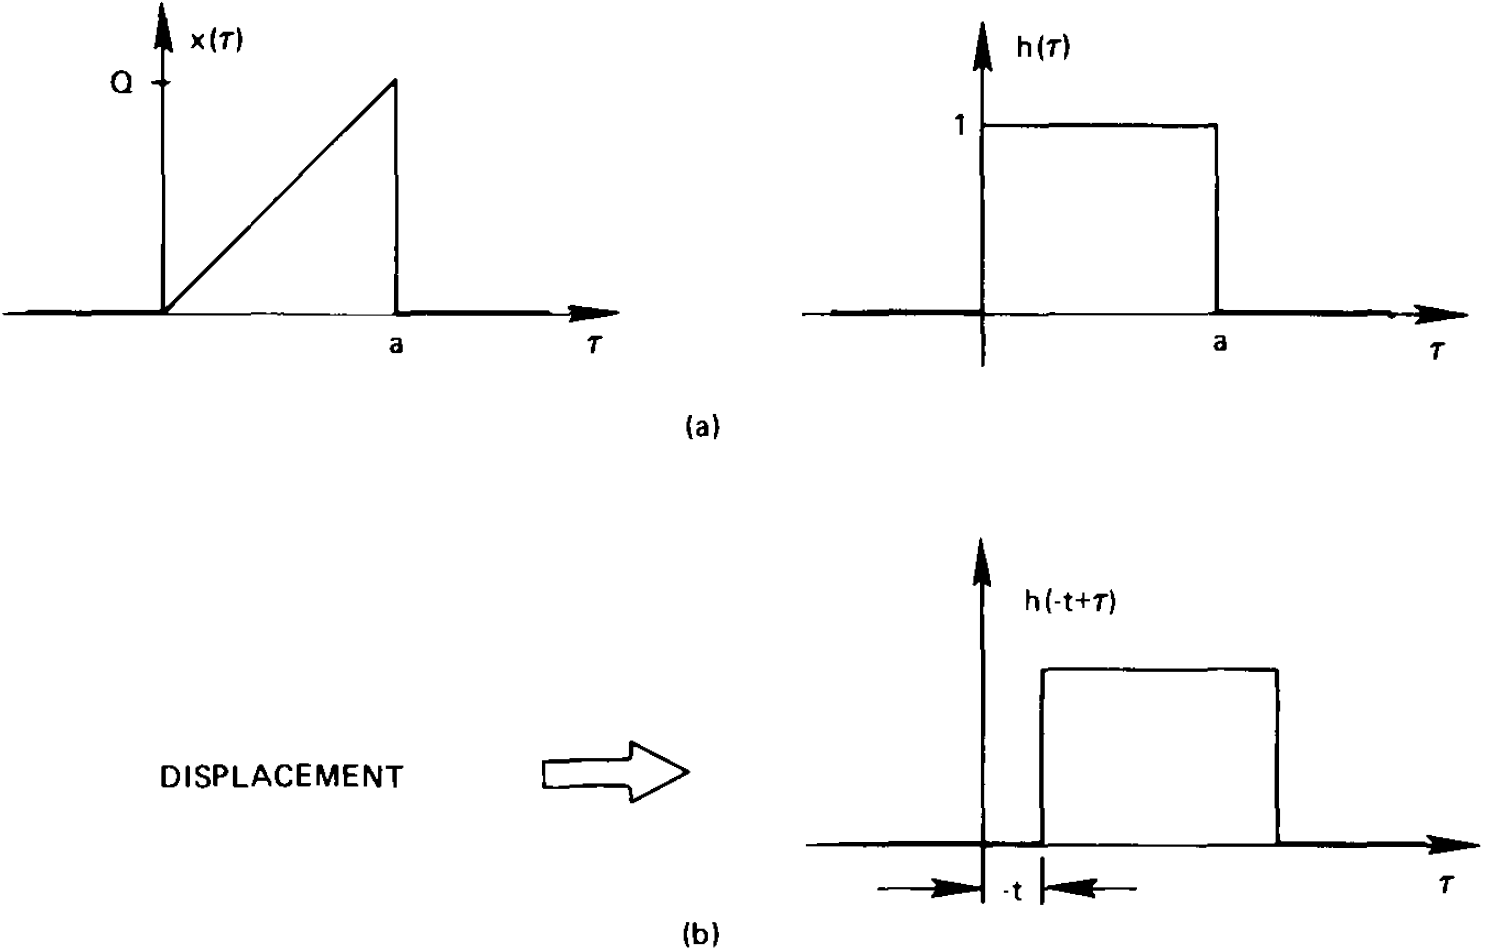 x(τ)
Q
a
τ
h(τ)
1
a
τ
(a)
DISPLACEMENT
h(-t+τ)
-t
τ
(b)